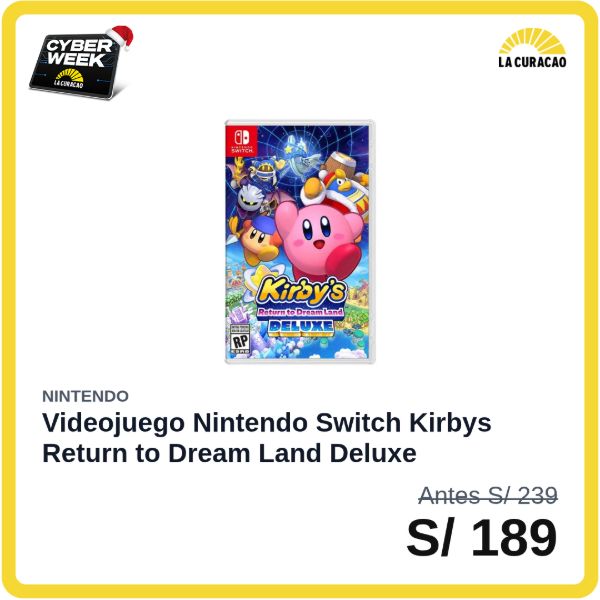 CYBER
WEEK
LA CURACAO
LA CURACAO
NINTENDO
SWITCH
Kirby's
Return to Dream Land
DELUXE
RP
NINTENDO
Videojuego Nintendo Switch Kirbys
Return to Dream Land Deluxe
Antes S/ 239
S/ 189